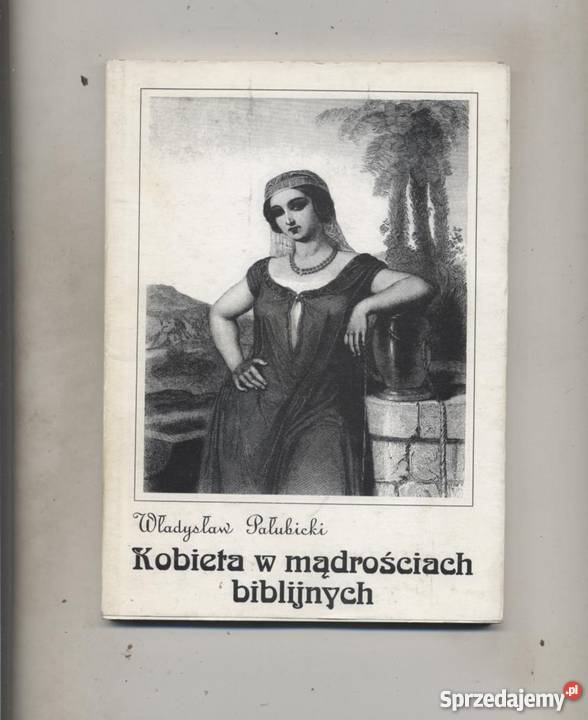 Władysław Pałubicki
Kobieta w mądrościach
biblijnych
Sprzedajemy.pl